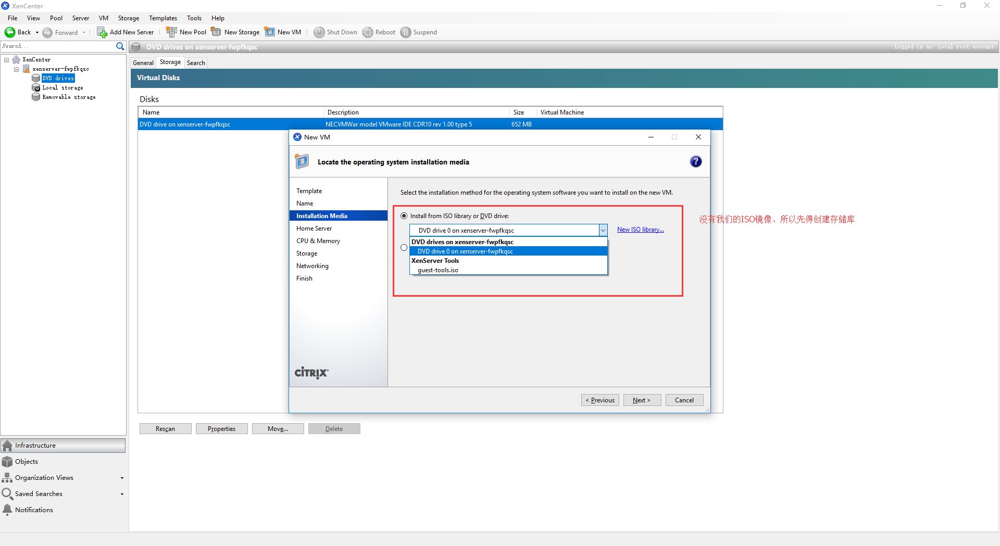 XenCenter
File View Pool Server VM Storage Templates Tools Help
Back Forward Add New Server New Pool New Storage New VM Shut Down Reboot Suspend
Search...
DVD drives on xenserver-fwpfkqsc
Logged in as: Local root account
XenCenter
xenserver-fwpfkqsc
DVD drives
Local storage
Removable storage
General Storage Search
Virtual Disks
Disks
Name Description Size Virtual Machine
DVD drive on xenserver-fwpfkqsc NECVMWar model VMware IDE CDR10 rev 1.00 type 5 652 MB
New VM
Locate the operating system installation media
?
Template
Name
Installation Media
Home Server
CPU & Memory
Storage
Networking
Finish
CITRIX
Select the installation method for the operating system software you want to install on the new VM.
Install from ISO library or DVD drive:
DVD drive 0 on xenserver-fwpfkqsc
New ISO library...
DVD drives on xenserver-fwpfkqsc
DVD drive 0 on xenserver-fwpfkqsc
XenServer Tools
guest-tools.iso
没有我们的ISO镜像、所以先得创建存储库
< Previous Next > Cancel
Rescan Properties Move... Delete
Infrastructure
Objects
Organization Views
Saved Searches
Notifications